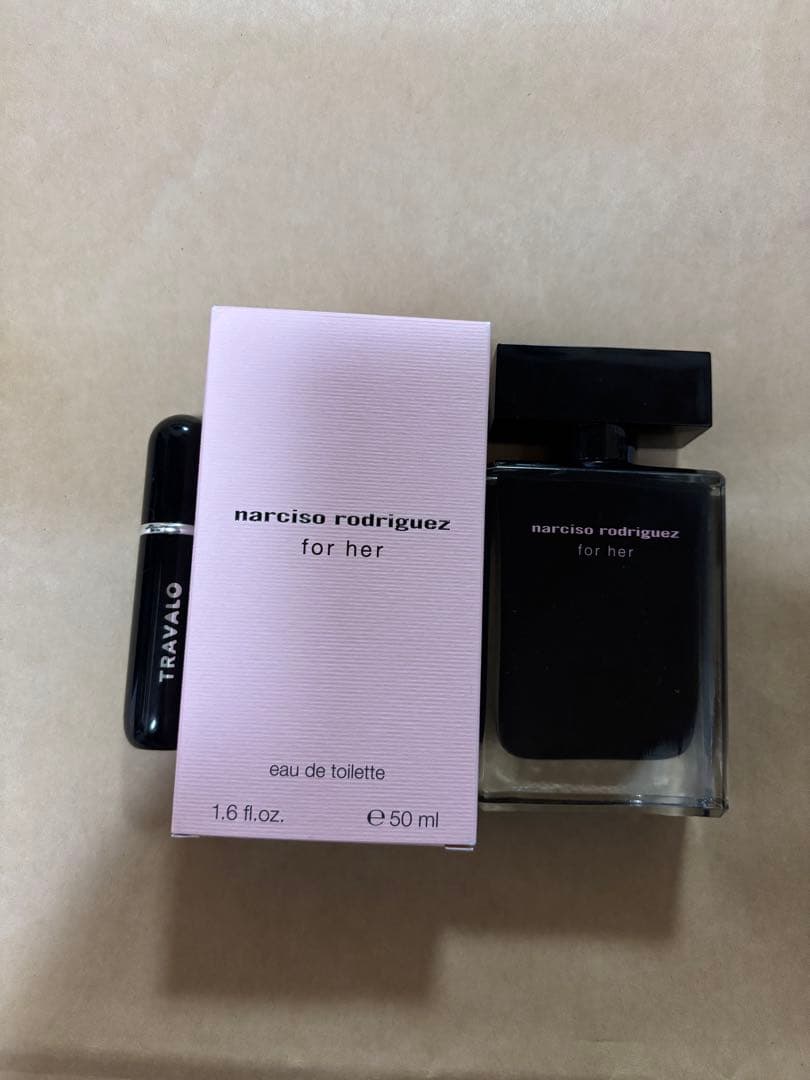 TRAVALO
narciso rodriguez
for her
eau de toilette
1.6 fl.oz. ℮ 50 ml
narciso rodriguez
for her